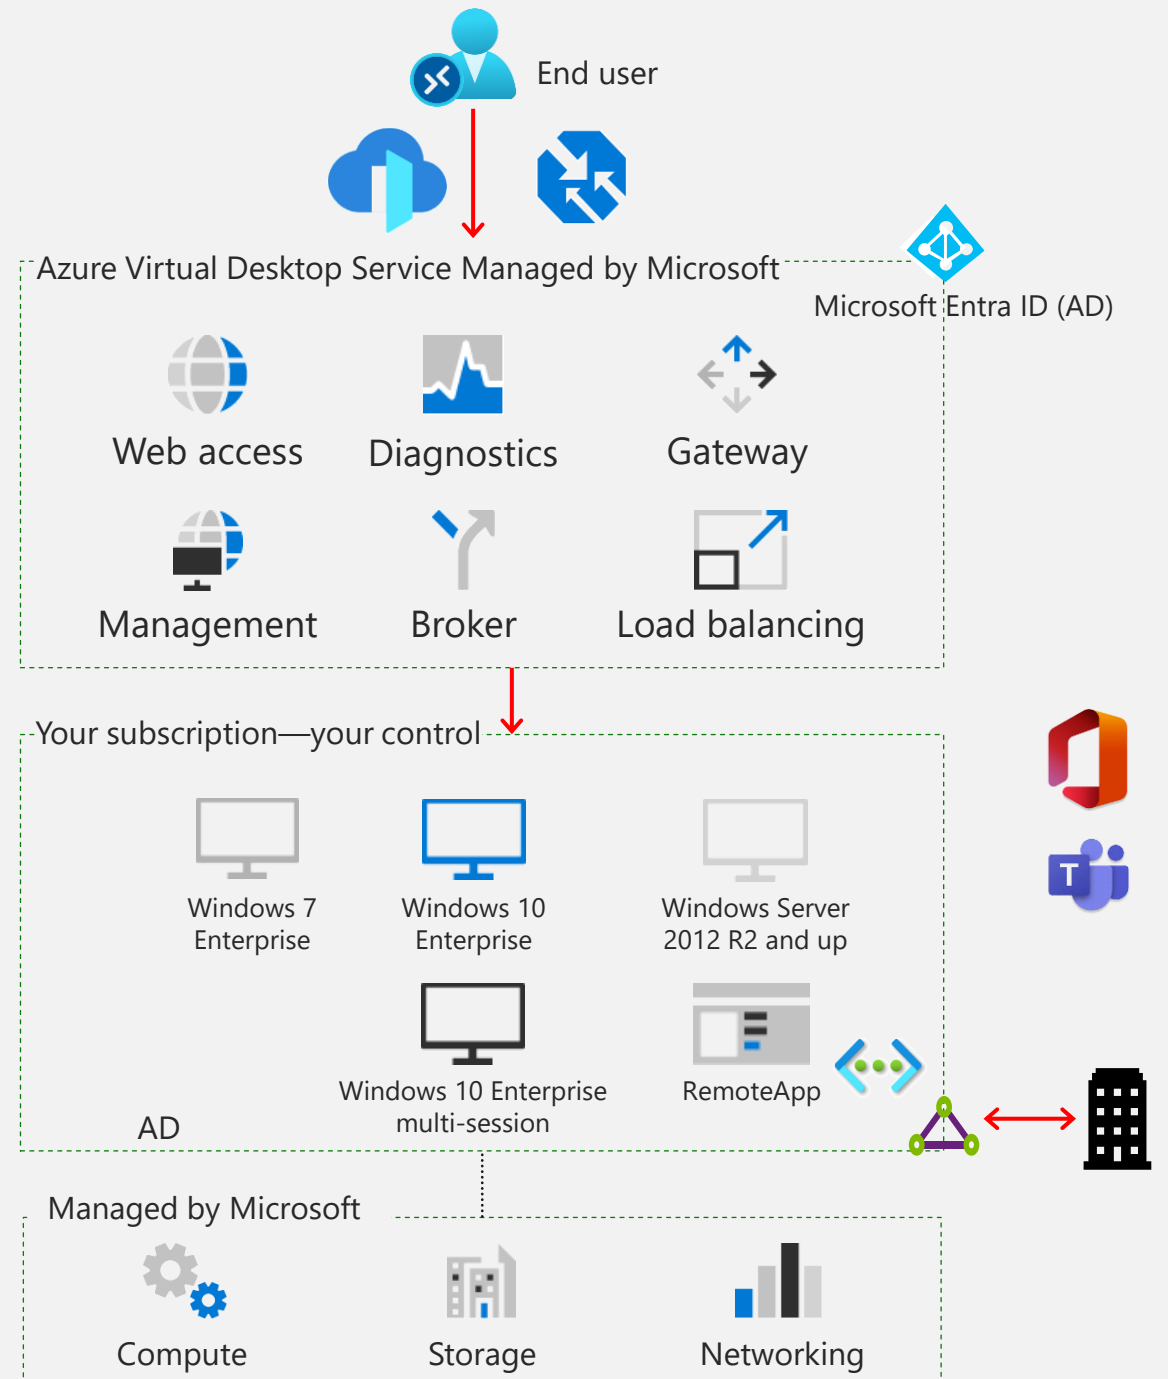 End user
Azure Virtual Desktop Service Managed by Microsoft
Microsoft Entra ID (AD)
Web access
Diagnostics
Gateway
Management
Broker
Load balancing
Your subscription—your control
Windows 7
Enterprise
Windows 10
Enterprise
Windows Server
2012 R2 and up
T
Windows 10 Enterprise
multi-session
RemoteApp
AD
Managed by Microsoft
Compute
Storage
Networking